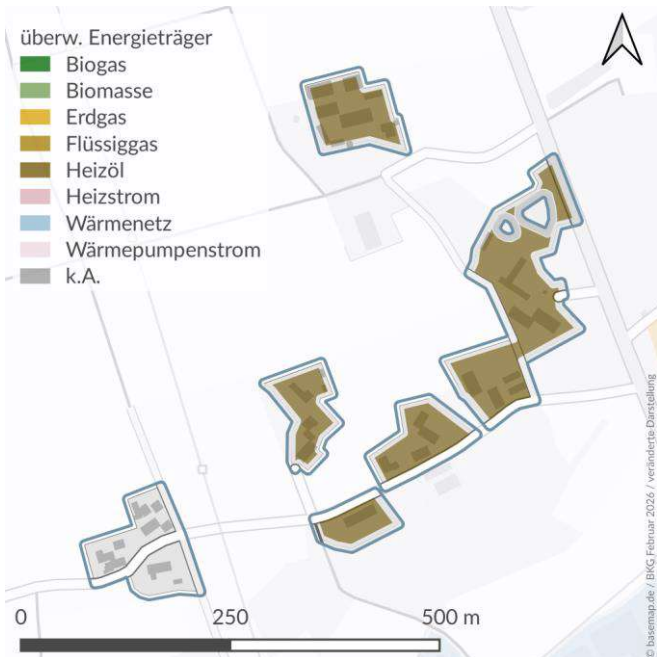 überw. Energieträger
Biogas
Biomasse
Erdgas
Flüssiggas
Heizöl
Heizstrom
Wärmenetz
Wärmepumpenstrom
k.A.
0 250 500 m
© basemap.de / BKG Februar 2026 / veränderte Darstellung